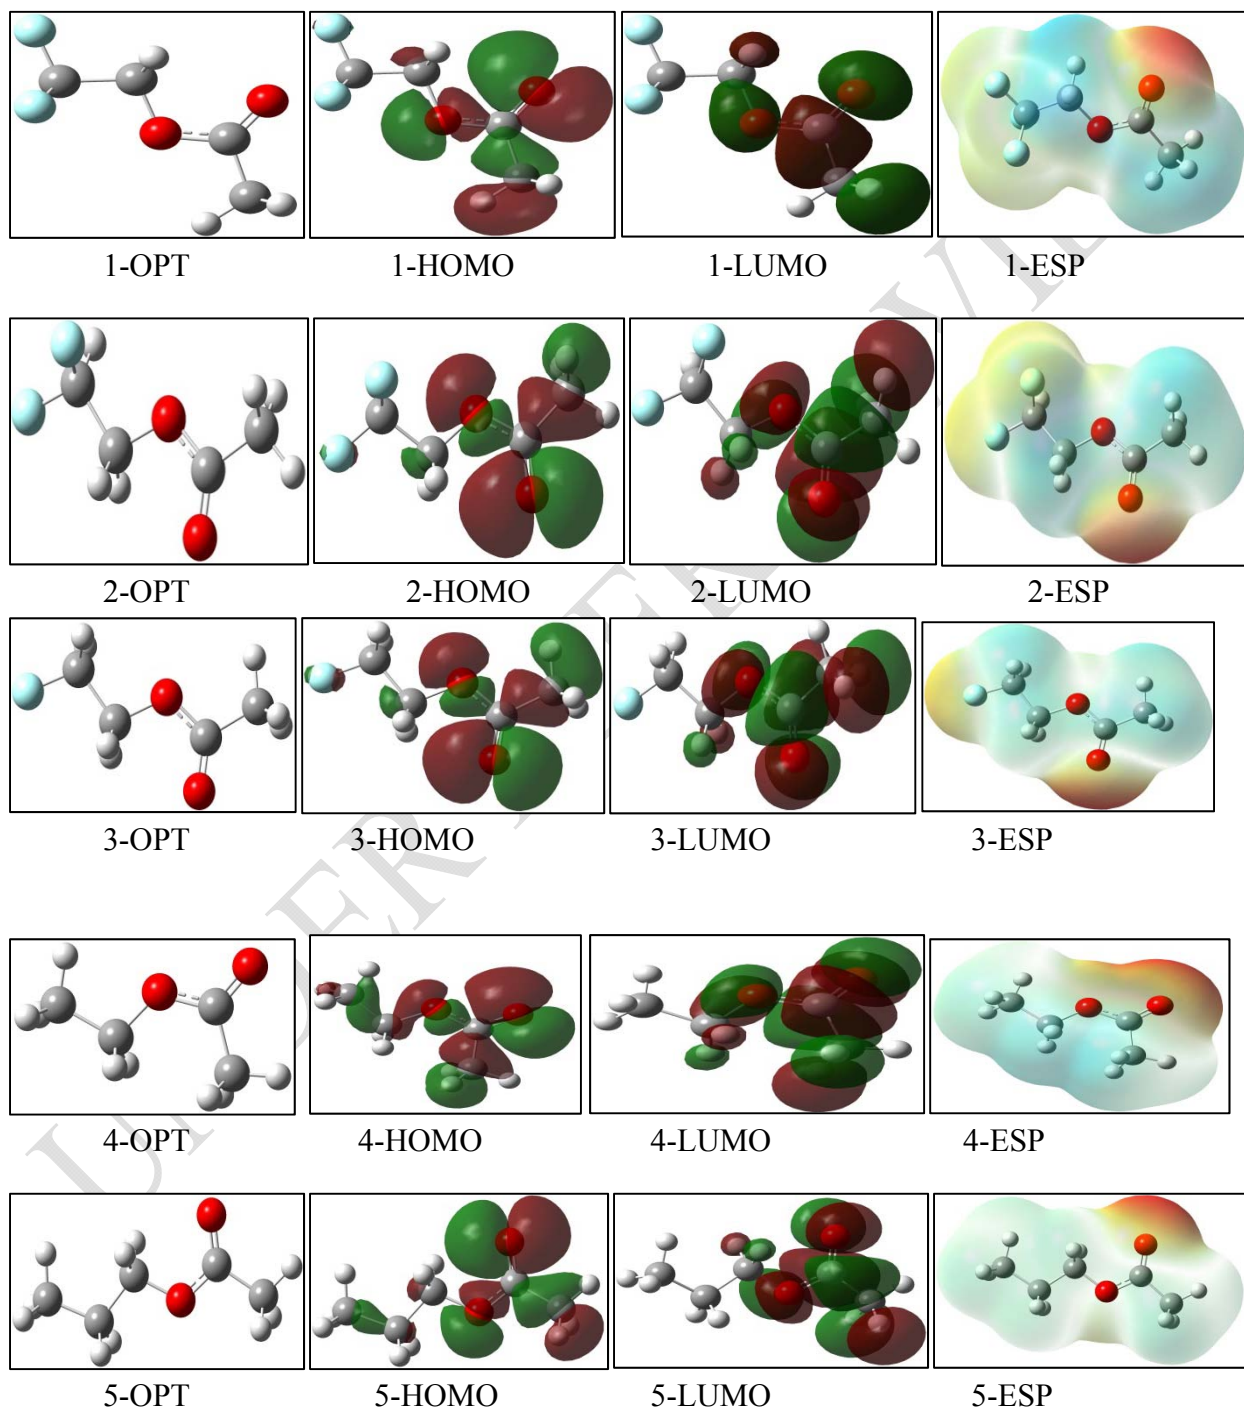 1-OPT 1-HOMO 1-LUMO 1-ESP
2-OPT 2-HOMO 2-LUMO 2-ESP
3-OPT 3-HOMO 3-LUMO 3-ESP
4-OPT 4-HOMO 4-LUMO 4-ESP
5-OPT 5-HOMO 5-LUMO 5-ESP